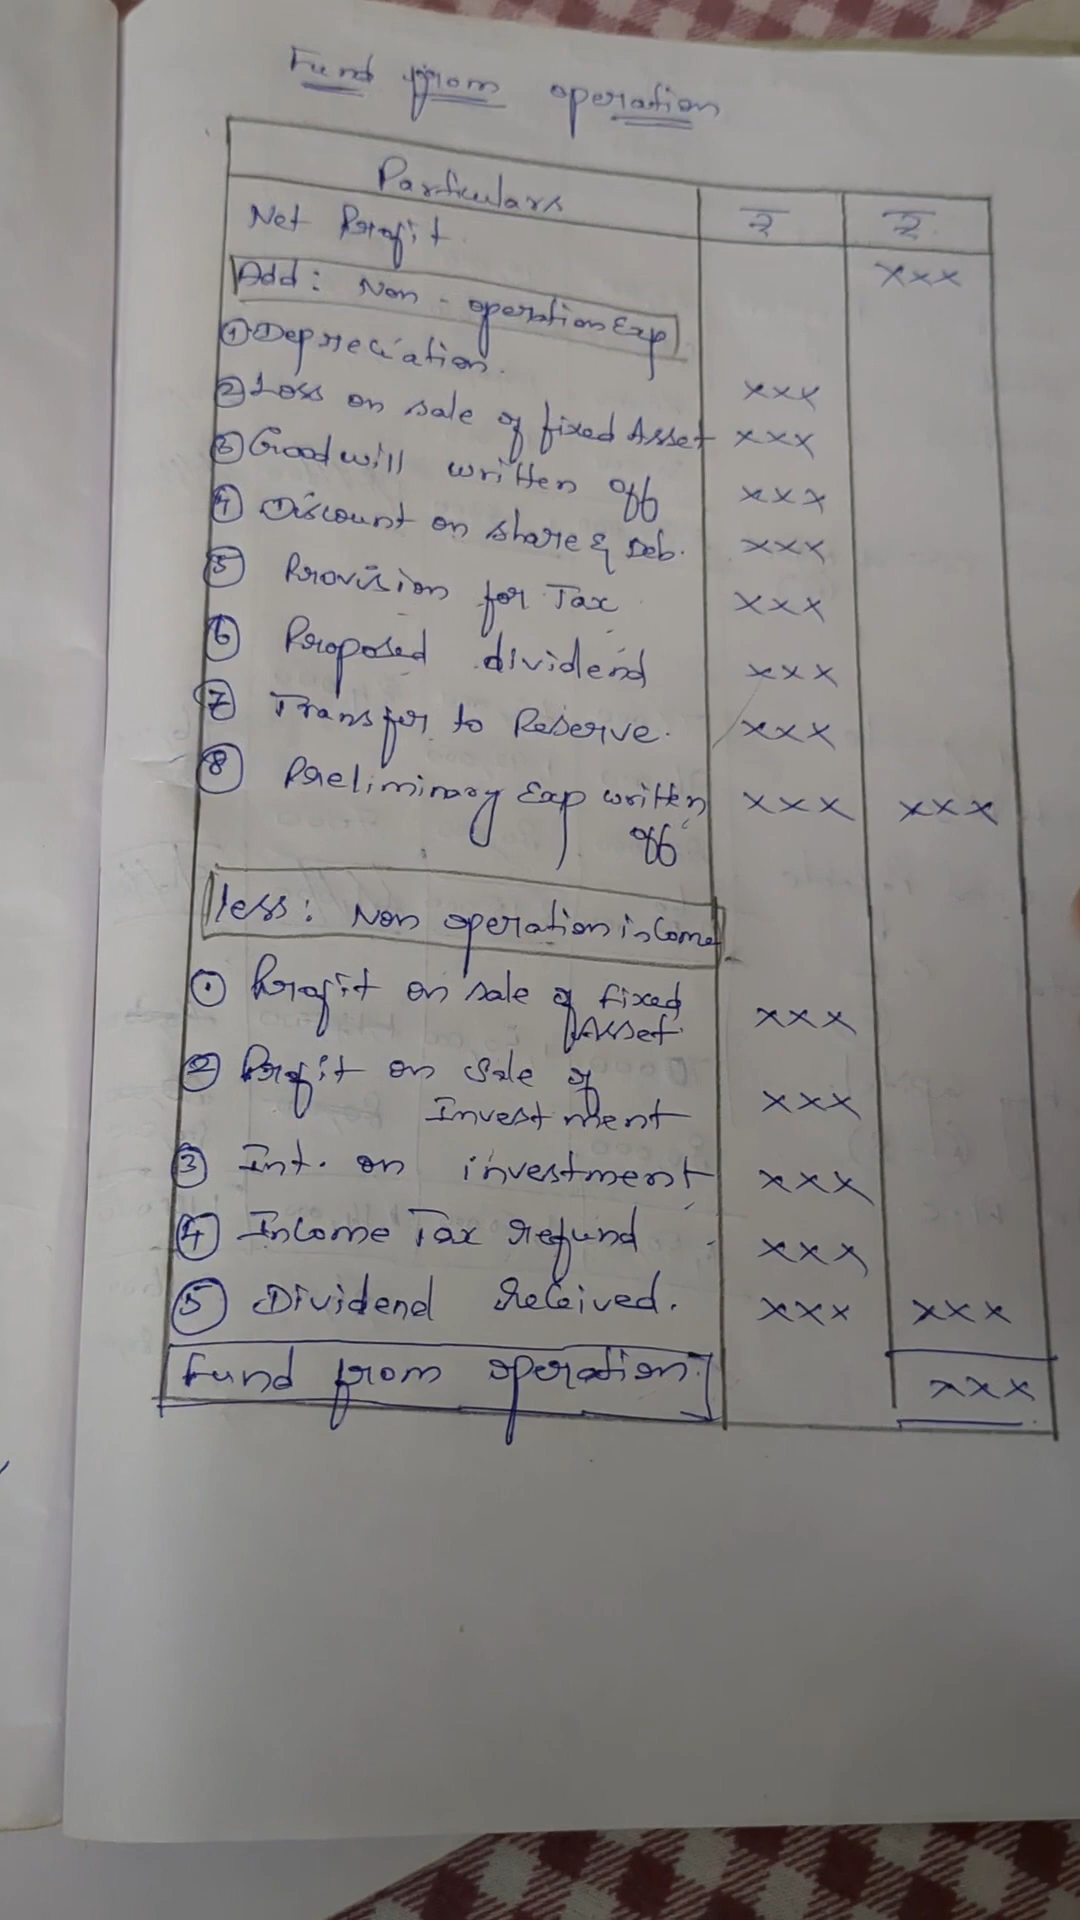 Fund from operation
Particulars ₹ ₹
Net Profit xxx
Add: Non-operation Exp
① Depreciation. xxx
② Loss on sale of fixed Asset xxx
③ Goodwill written off xxx
④ Discount on share & Deb. xxx
⑤ Provision for Tax xxx
⑥ Proposed dividend xxx
⑦ Transfer to Reserve. xxx
⑧ Preliminary Exp written xxx xxx
off
less: Non operation income
① Profit on sale of fixed
Asset. xxx
② Profit on Sale of
Investment xxx
③ Int. on investment xxx
④ Income Tax refund xxx
⑤ Dividend received. xxx xxx
Fund from operation. xxx